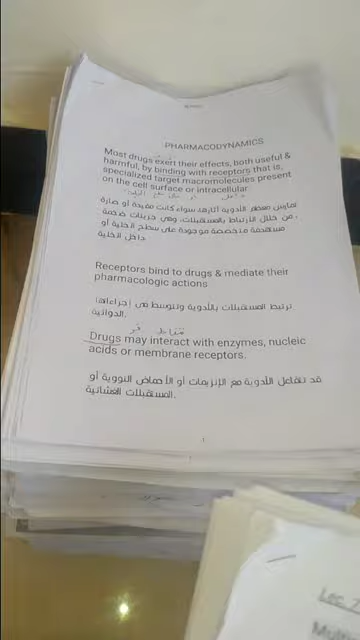 PHARMACODYNAMICS
Most drugs exert their effects, both useful &
harmful, by binding with receptors that is,
specialized target macromolecules present
on the cell surface or intracellular.
تمارس معظم الأدوية آثارها، سواء كانت مفيدة أو ضارة
، من خلال الارتباط بالمستقبلات، وهي جزيئات ضخمة
مستهدفة متخصصة موجودة على سطح الخلية أو
داخل الخلية
Receptors bind to drugs & mediate their
pharmacologic actions
ترتبط المستقبلات بالأدوية وتتوسط في إجراءاتها
الدوائية.
تتفاعل
Drugs may interact with enzymes, nucleic
acids or membrane receptors.
قد تتفاعل الأدوية مع الإنزيمات أو الأحماض النووية أو
المستقبلات الغشائية.
1
Lec.